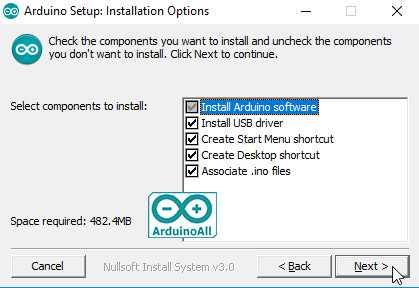 Arduino Setup: Installation Options
Check the components you want to install and uncheck the components
you don't want to install. Click Next to continue.
Select components to install:
Install Arduino software
Install USB driver
Create Start Menu shortcut
Create Desktop shortcut
Associate .ino files
Space required: 482.4MB
ArduinoAll
Cancel
Nullsoft Install System v3.0
< Back
Next >